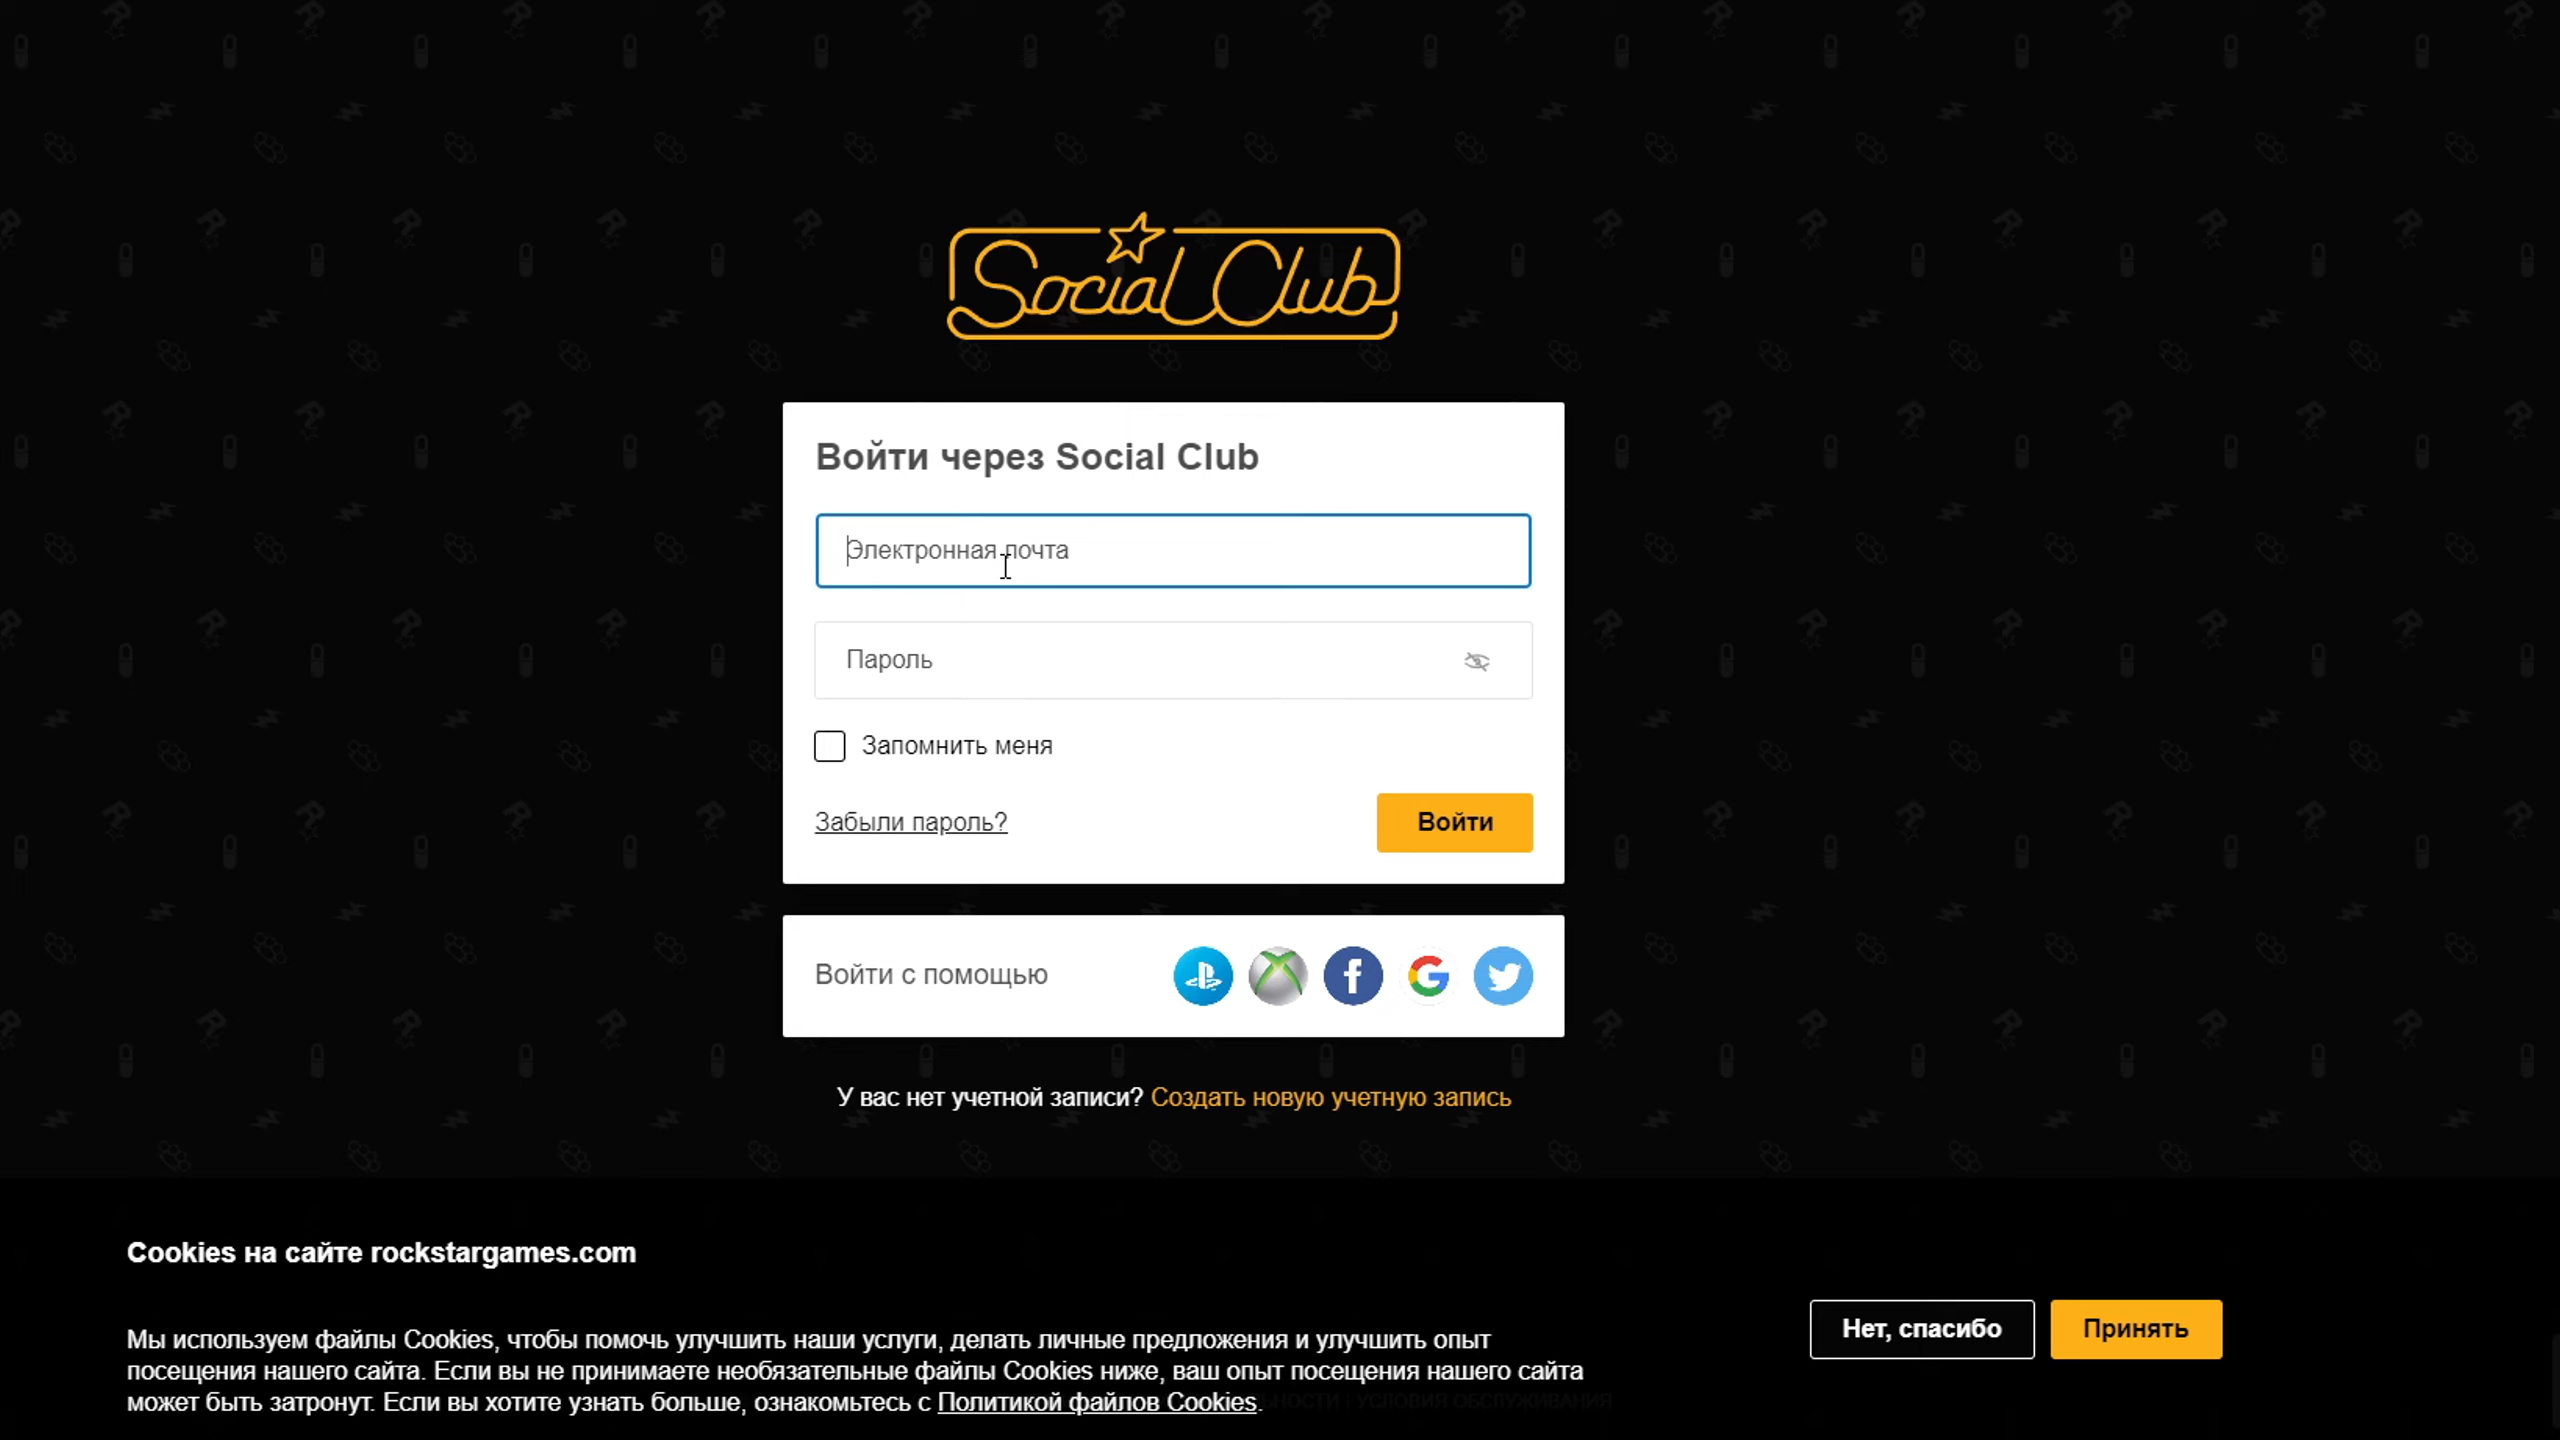 Social Club
Войти через Social Club
Электронная почта
Пароль
Запомнить меня
Забыли пароль?
Войти
Войти с помощью
У вас нет учетной записи? Создать новую учетную запись
Cookies на сайте rockstargames.com
Мы используем файлы Cookies, чтобы помочь улучшить наши услуги, делать личные предложения и улучшить опыт
посещения нашего сайта. Если вы не принимаете необязательные файлы Cookies ниже, ваш опыт посещения нашего сайта
может быть затронут. Если вы хотите узнать больше, ознакомьтесь с Политикой файлов Cookies.
УСЛОВИЯ ОБСЛУЖИВАНИЯ
Нет, спасибо
Принять